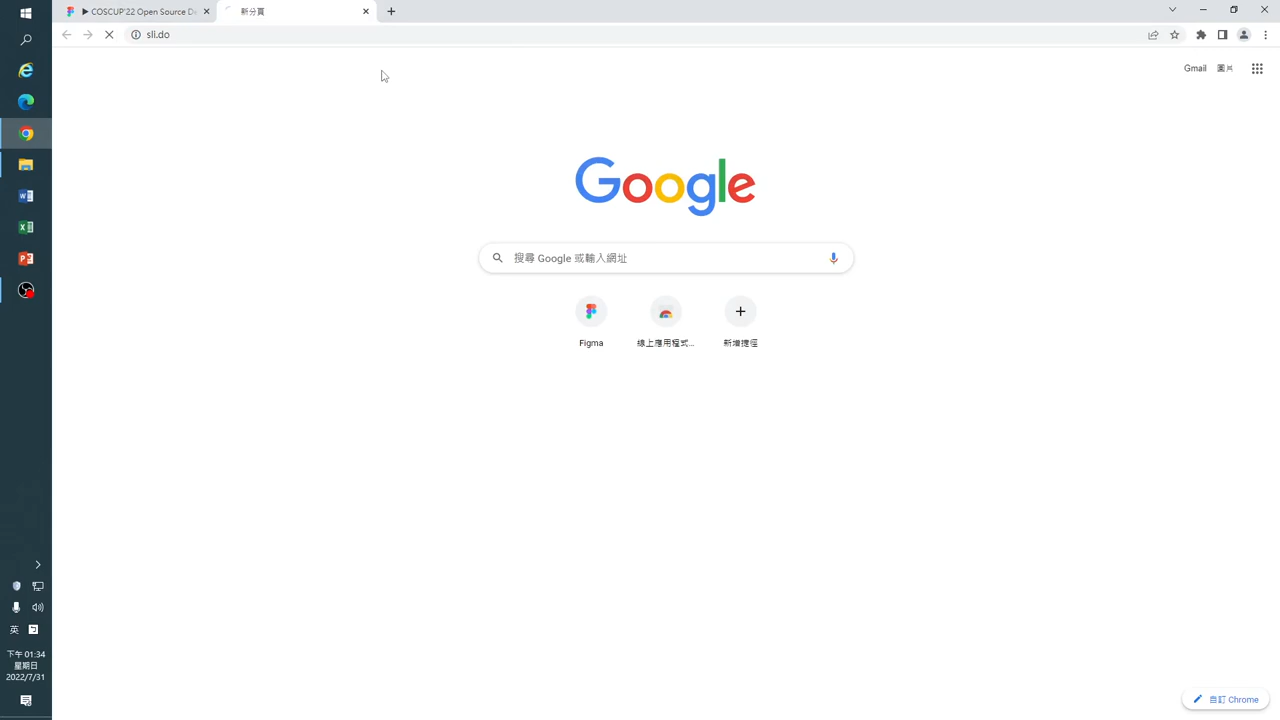 ▶ COSCUP'22 Open Source De
新分頁
sli.do
Gmail
圖片
Google
搜尋 Google 或輸入網址
Figma
線上應用程式...
新增捷徑
英
下午 01:34
星期日
2022/7/31
自訂 Chrome